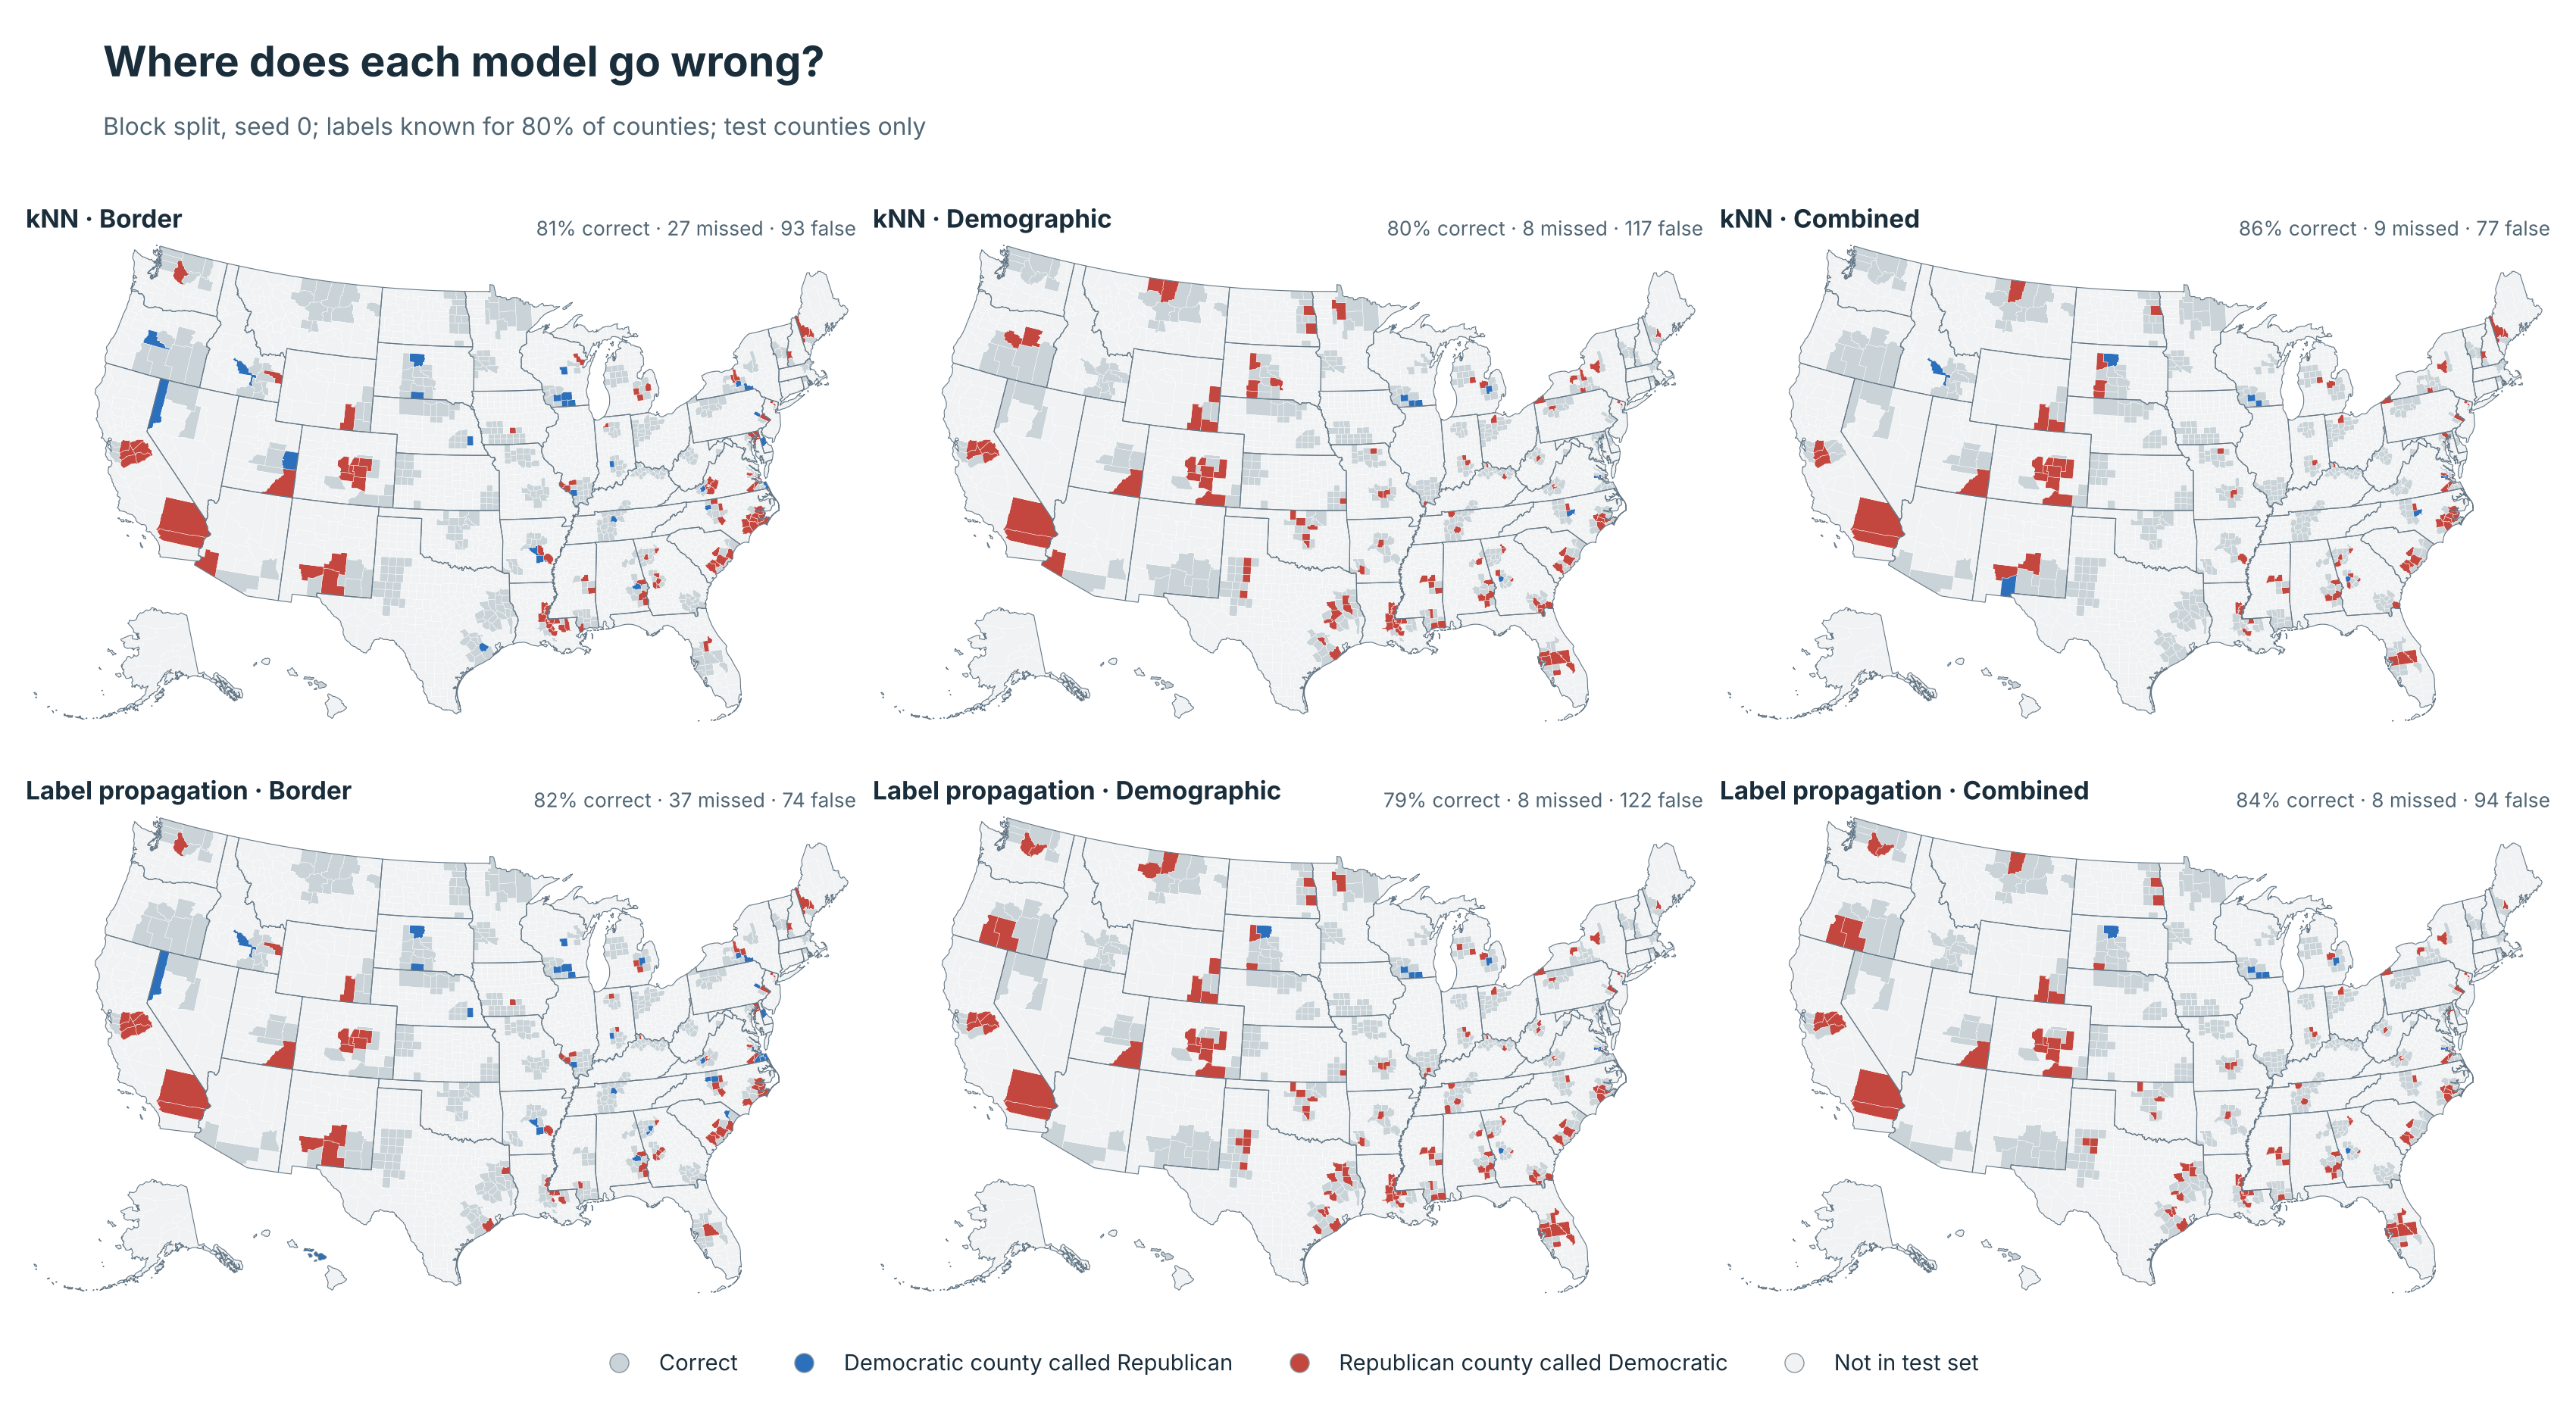 Where does each model go wrong?
Block split, seed 0; labels known for 80% of counties; test counties only
kNN · Border
81% correct · 27 missed · 93 false
kNN · Demographic
80% correct · 8 missed · 117 false
kNN · Combined
86% correct · 9 missed · 77 false
Label propagation · Border
82% correct · 37 missed · 74 false
Label propagation · Demographic
79% correct · 8 missed · 122 false
Label propagation · Combined
84% correct · 8 missed · 94 false
Correct
Democratic county called Republican
Republican county called Democratic
Not in test set